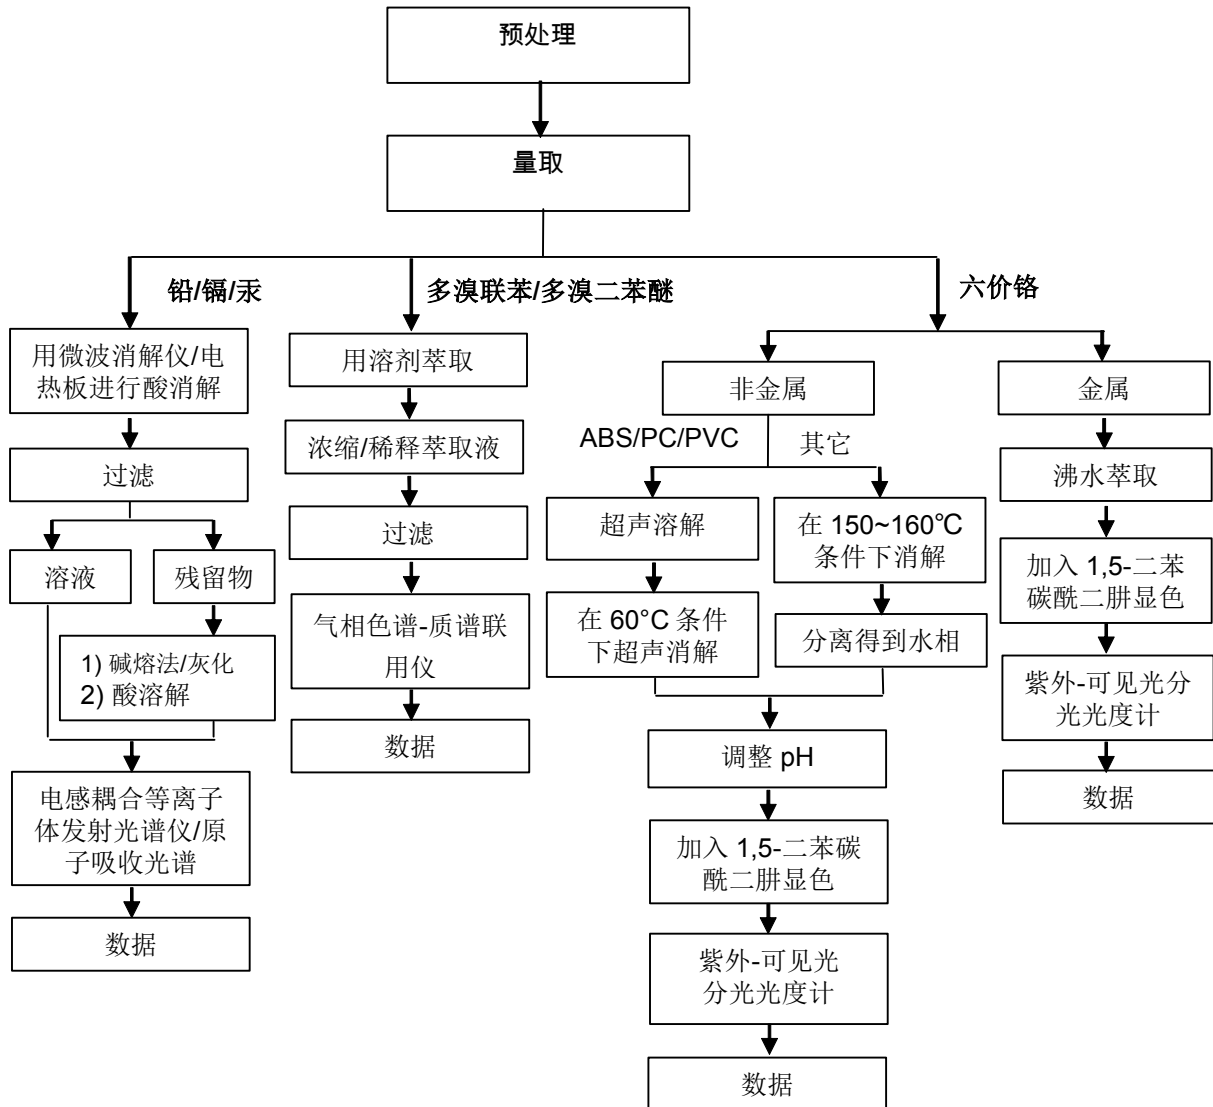 预处理
量取
铅/镉/汞
多溴联苯/多溴二苯醚
六价铬
用微波消解仪/电
热板进行酸消解
过滤
溶液
残留物
1) 碱熔法/灰化
2) 酸溶解
电感耦合等离子
体发射光谱仪/原
子吸收光谱
数据
用溶剂萃取
浓缩/稀释萃取液
过滤
气相色谱-质谱联
用仪
数据
非金属
ABS/PC/PVC
其它
超声溶解
在 60°C 条件
下超声消解
在 150~160℃
条件下消解
分离得到水相
调整 pH
加入 1,5-二苯碳
酰二肼显色
紫外-可见光
分光光度计
数据
金属
沸水萃取
加入 1,5-二苯
碳酰二肼显色
紫外-可见光分
光光度计
数据